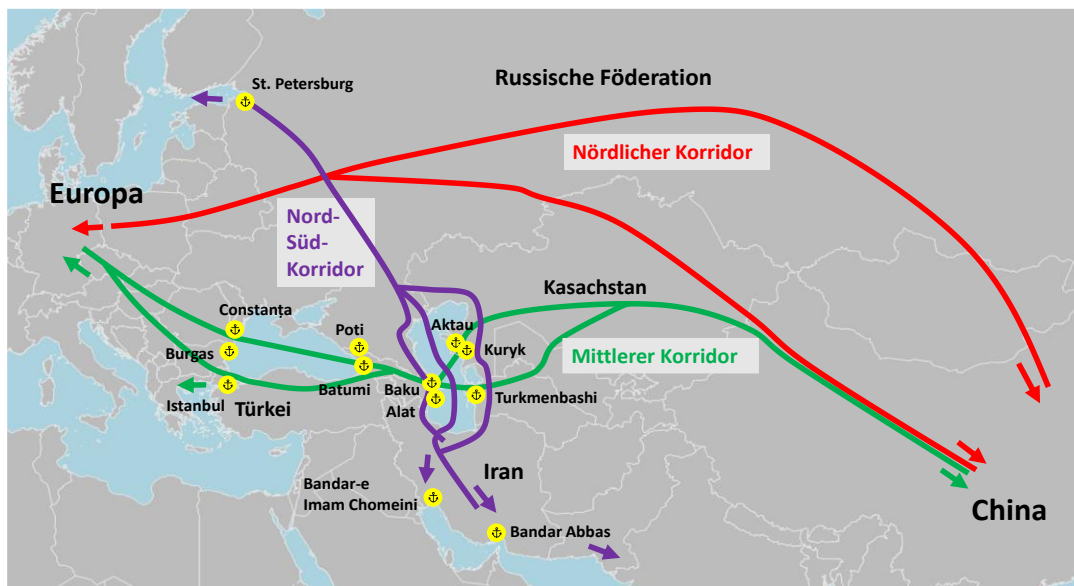 St. Petersburg
Russische Föderation
Nördlicher Korridor
Europa
Nord-
Süd-
Korridor
Kasachstan
Constanța
Poti
Aktau
Kuryk
Mittlerer Korridor
Burgas
Batumi
Baku
Turkmenbashi
Istanbul
Türkei
Alat
Iran
Bandar-e
Imam Chomeini
China
Bandar Abbas